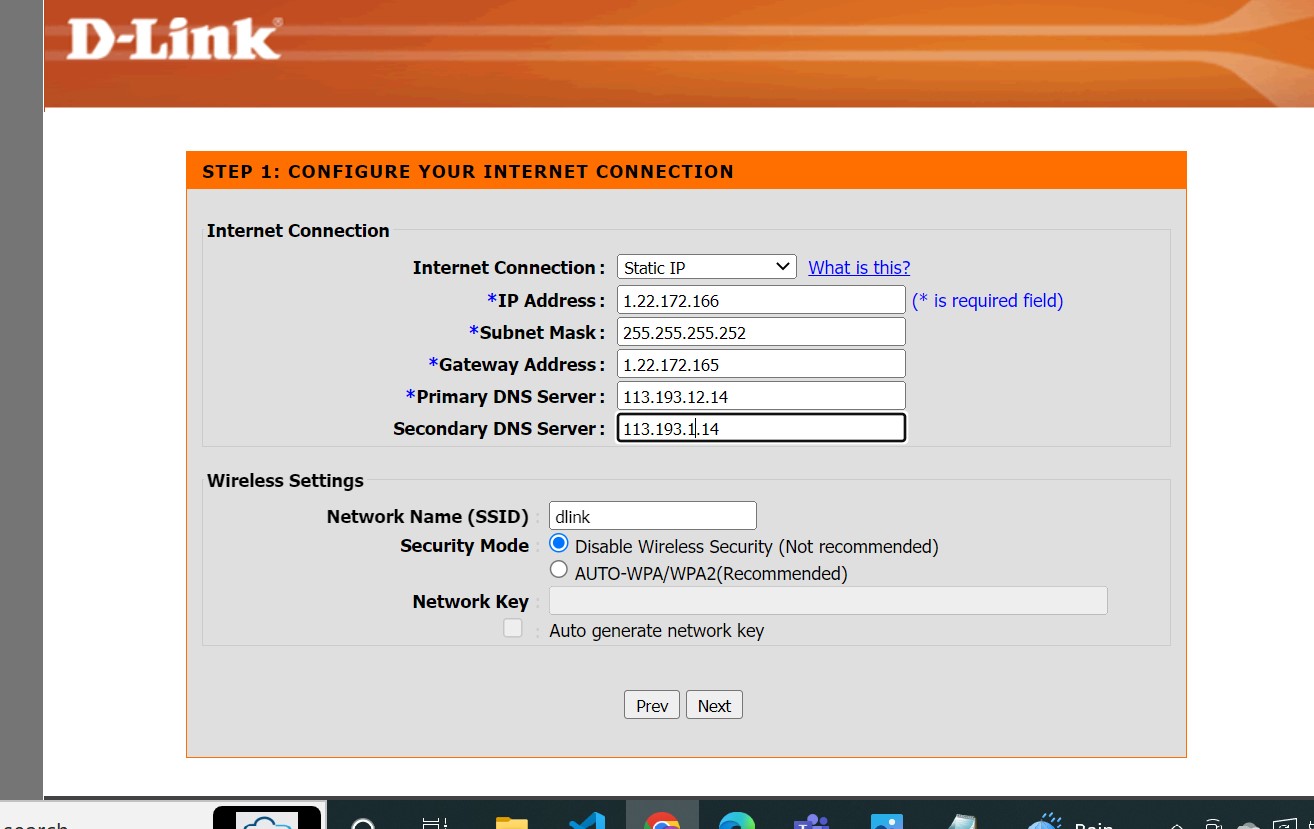 D-Link®
STEP 1: CONFIGURE YOUR INTERNET CONNECTION
Internet Connection
Internet Connection : Static IP What is this?
*IP Address : 1.22.172.166 (* is required field)
*Subnet Mask : 255.255.255.252
*Gateway Address : 1.22.172.165
*Primary DNS Server : 113.193.12.14
Secondary DNS Server : 113.193.1.14
Wireless Settings
Network Name (SSID) : dlink
Security Mode : Disable Wireless Security (Not recommended)
AUTO-WPA/WPA2(Recommended)
Network Key :
: Auto generate network key
Prev Next
search Rain